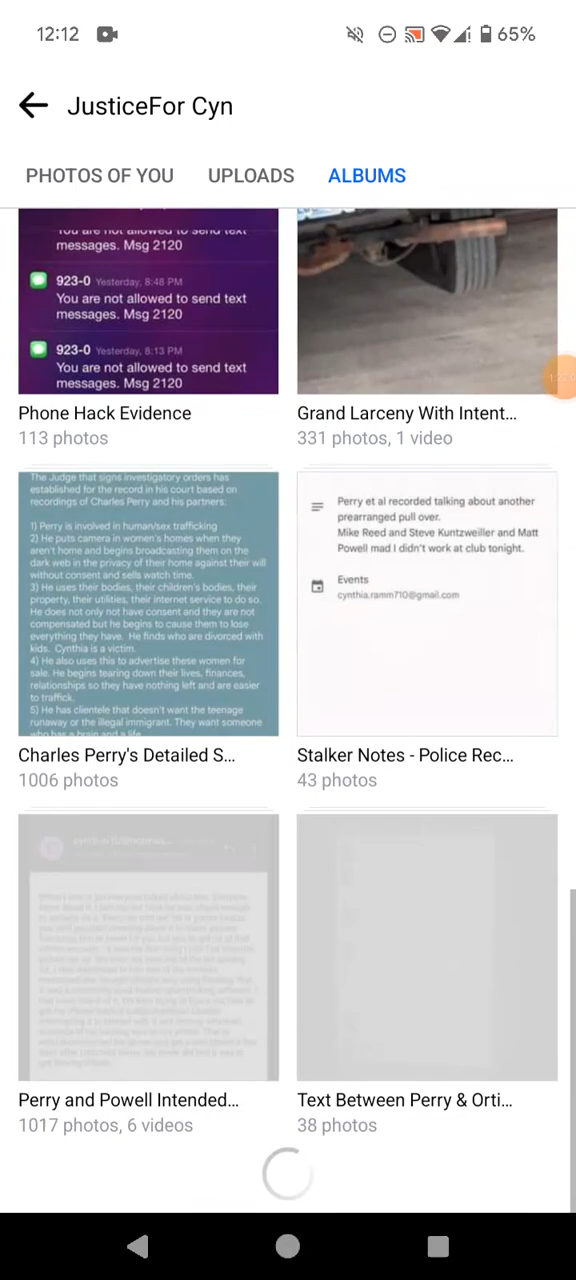 12:12
65%
JusticeFor Cyn
PHOTOS OF YOU
UPLOADS
ALBUMS
You are not allowed to send text
messages. Msg 2120
923-0 Yesterday, 8:48 PM
You are not allowed to send text
messages. Msg 2120
923-0 Yesterday, 8:13 PM
You are not allowed to send text
messages. Msg 2120
Phone Hack Evidence
113 photos
Grand Larceny With Intent...
331 photos, 1 video
The Judge that signs investigatory orders has
established for the record in his court based on
recordings of Charles Perry and his partners:
1) Perry is involved in human/sex trafficking
2) He puts camera in women's homes when they
aren't home and begins broadcasting them on the
dark web in the privacy of their home against their will
without consent and sells watch time.
3) He uses their bodies, their children's bodies, their
property, their utilities, their internet service to do so.
He does not only not have consent and they are not
compensated but he begins to cause them to lose
everything they have. He finds who are divorced with
kids. Cynthia is a victim.
4) He also uses this to advertise these women for
sale. He begins tearing down their lives, finances,
relationships so they have nothing left and are easier
to traffick.
5) He has clientele that doesn't want the teenage
runaway or the illegal immigrant. They want someone
who has a brain and a life
Charles Perry's Detailed S...
1006 photos
Perry et al recorded talking about another
prearranged pull over.
Mike Reed and Steve Kuntzweiller and Matt
Powell mad I didn't work at club tonight.
Events
cynthia.ramm710@gmail.com
Stalker Notes - Police Rec...
43 photos
Perry and Powell Intended...
1017 photos, 6 videos
Text Between Perry & Orti...
38 photos